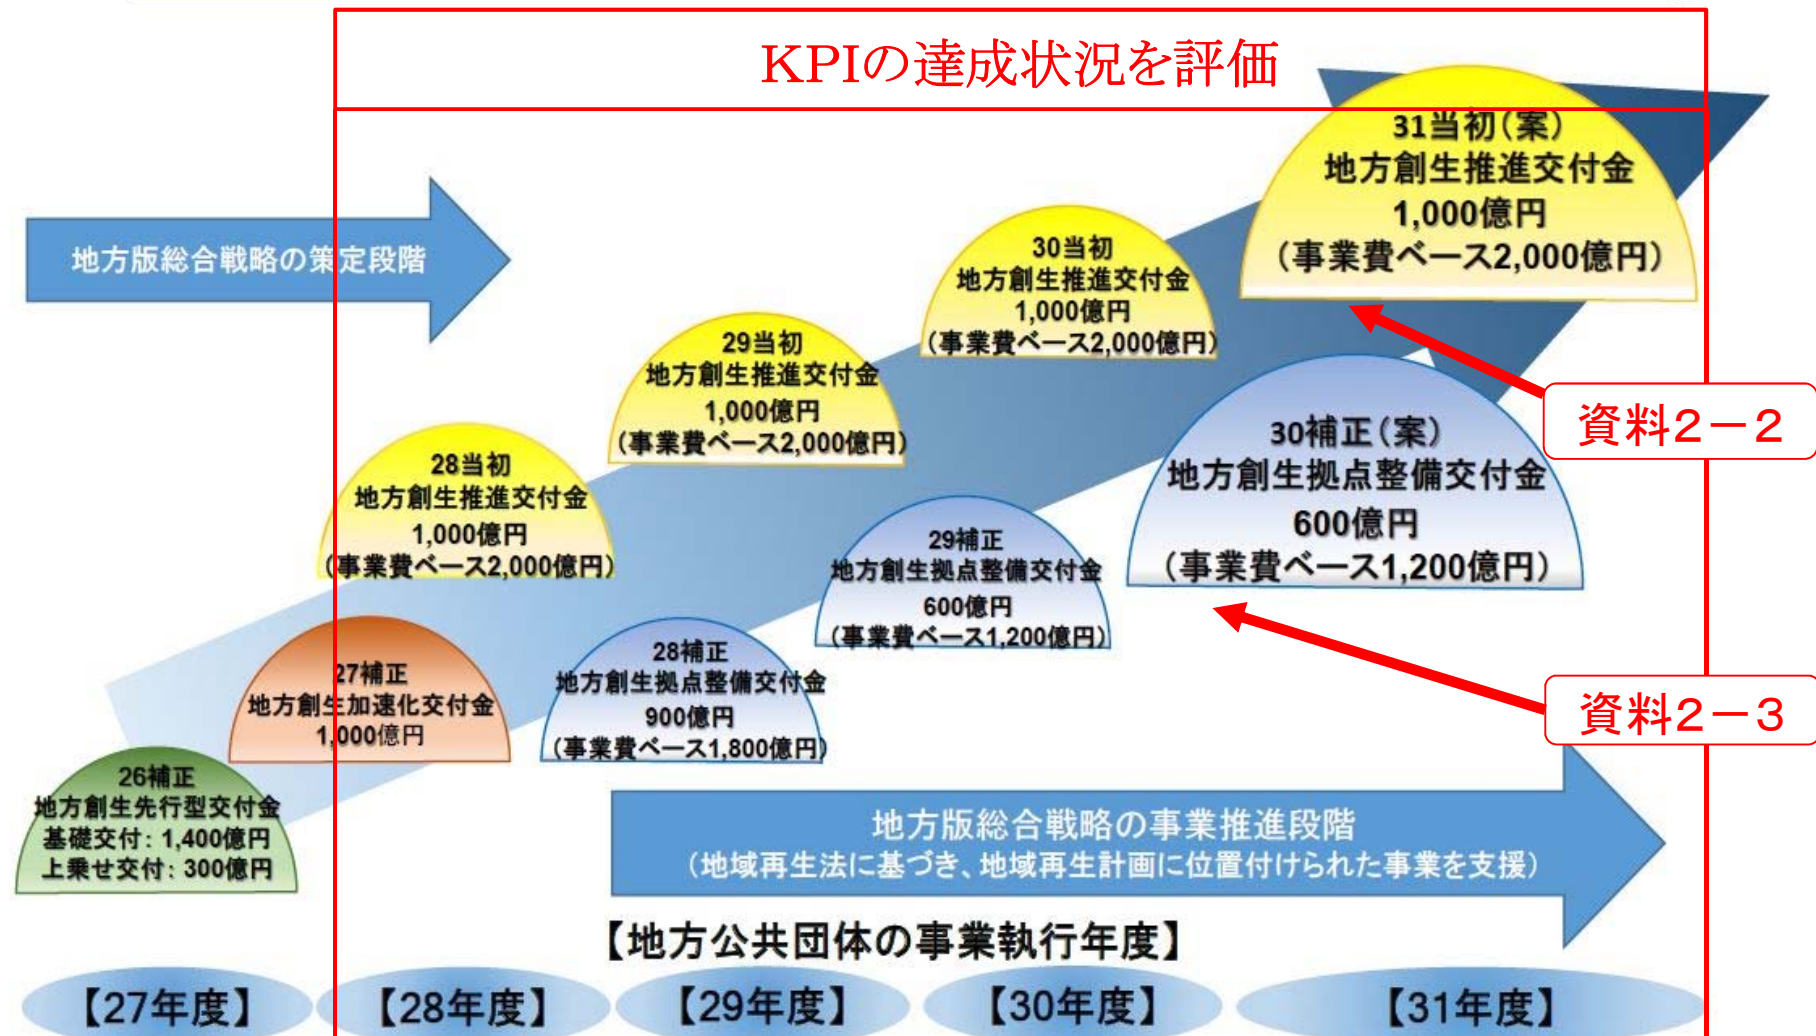 KPIの達成状況を評価
31当初（案）
地方創生推進交付金
1,000億円
（事業費ベース2,000億円）
地方版総合戦略の策定段階
30当初
地方創生推進交付金
1,000億円
（事業費ベース2,000億円）
29当初
地方創生推進交付金
1,000億円
（事業費ベース2,000億円）
資料２－２
30補正（案）
地方創生拠点整備交付金
600億円
（事業費ベース1,200億円）
28当初
地方創生推進交付金
1,000億円
（事業費ベース2,000億円）
29補正
地方創生拠点整備交付金
600億円
（事業費ベース1,200億円）
27補正
地方創生加速化交付金
1,000億円
28補正
地方創生拠点整備交付金
900億円
（事業費ベース1,800億円）
資料２－３
26補正
地方創生先行型交付金
基礎交付：1,400億円
上乗せ交付：300億円
地方版総合戦略の事業推進段階
（地域再生法に基づき、地域再生計画に位置付けられた事業を支援）
【地方公共団体の事業執行年度】
【27年度】 【28年度】 【29年度】 【30年度】 【31年度】